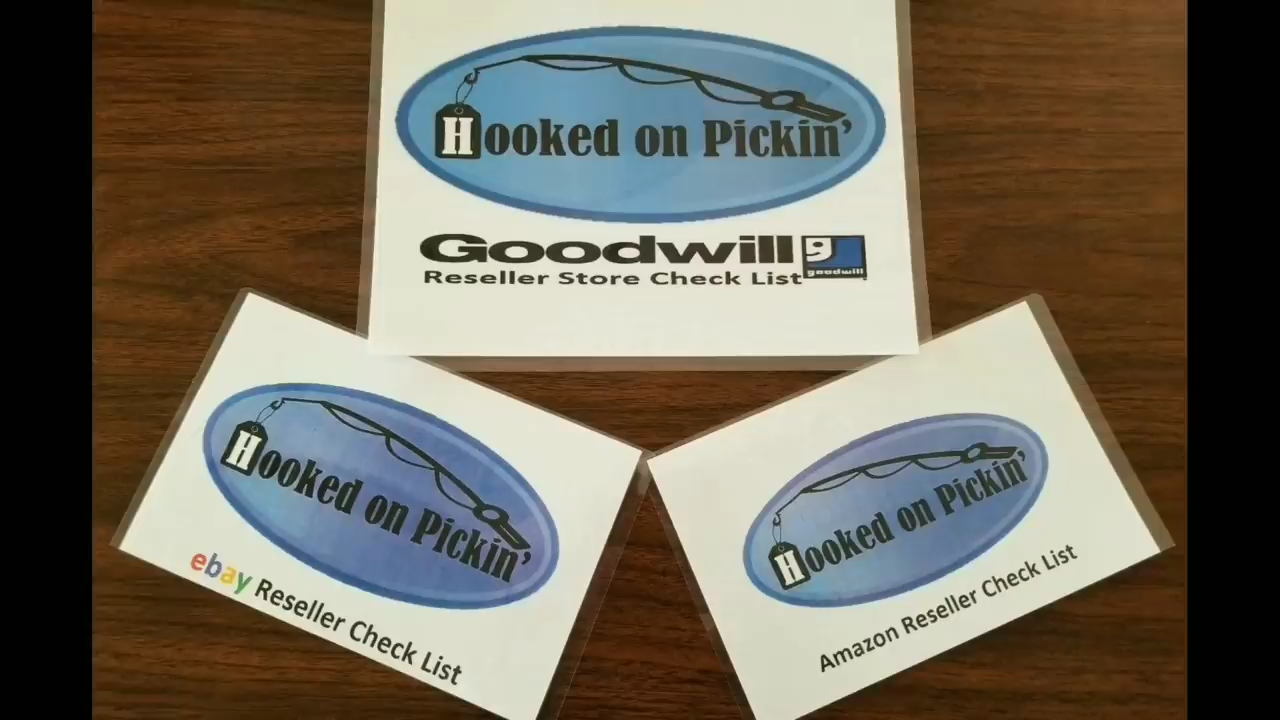 Hooked on Pickin'
Goodwill
goodwill
Reseller Store Check List
Hooked on Pickin'
ebay Reseller Check List
Hooked on Pickin'
Amazon Reseller Check List